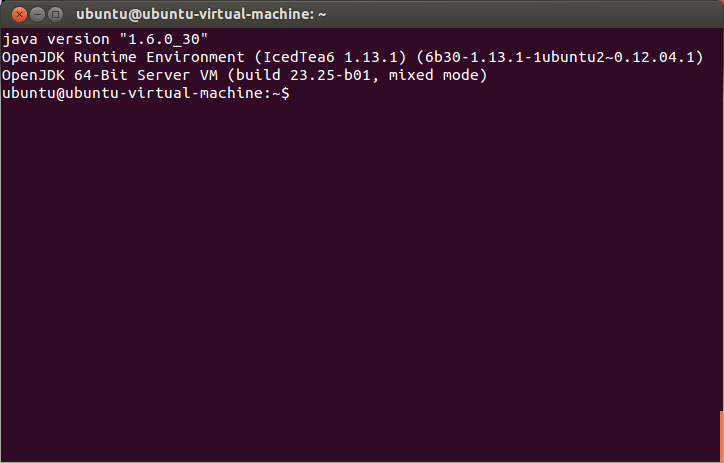 ubuntu@ubuntu-virtual-machine: ~
java version "1.6.0_30"
OpenJDK Runtime Environment (IcedTea6 1.13.1) (6b30-1.13.1-1ubuntu2~0.12.04.1)
OpenJDK 64-Bit Server VM (build 23.25-b01, mixed mode)
ubuntu@ubuntu-virtual-machine:~$